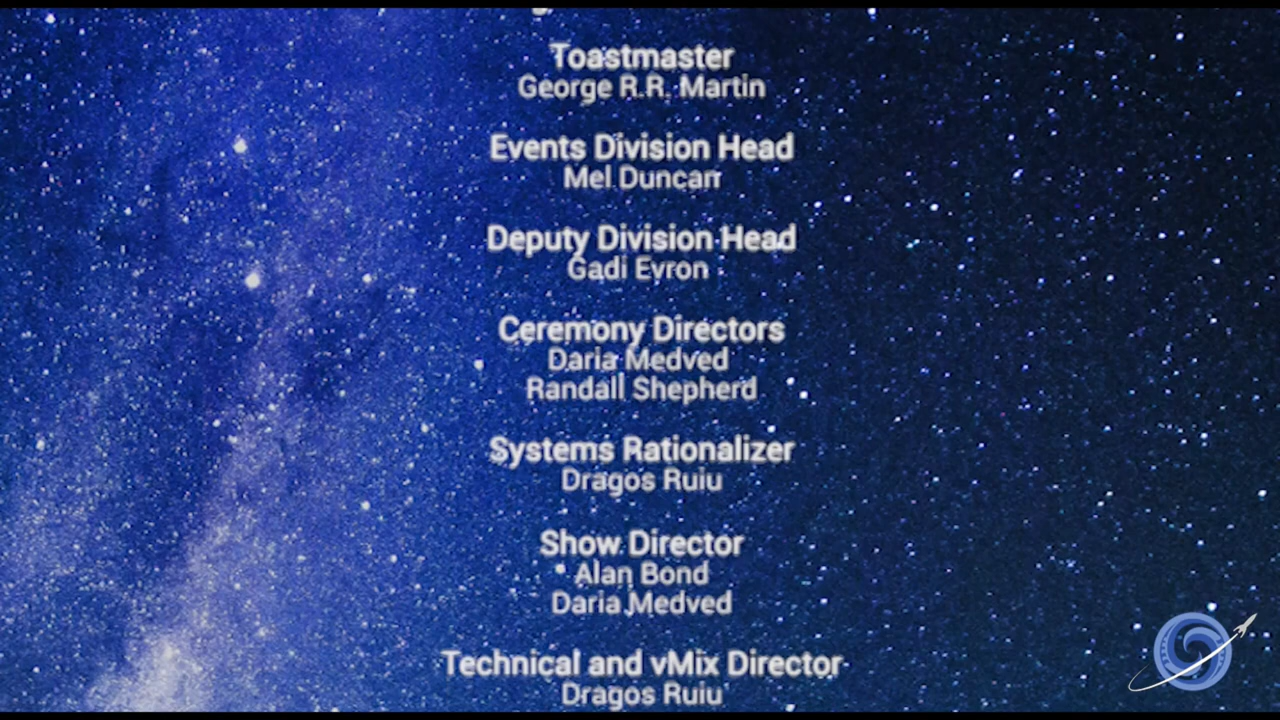 Toastmaster
George R.R. Martin
Events Division Head
Mel Duncan
Deputy Division Head
Gadi Evron
Ceremony Directors
Daria Medved
Randall Shepherd
Systems Rationalizer
Dragos Ruiu
Show Director
Alan Bond
Daria Medved
Technical and vMix Director
Dragos Ruiu